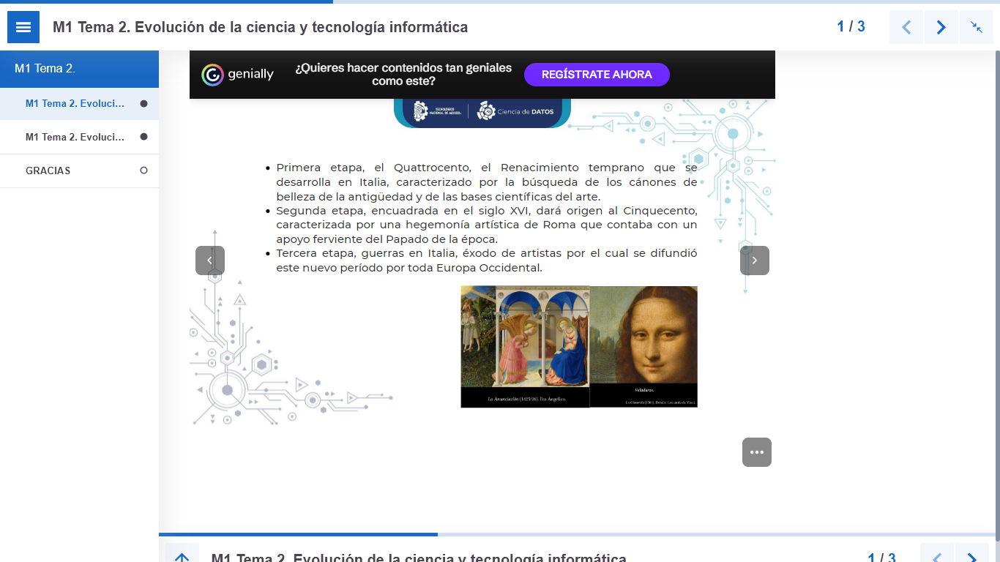 M1 Tema 2. Evolución de la ciencia y tecnología informática
1 / 3
M1 Tema 2.
M1 Tema 2. Evoluci...
M1 Tema 2. Evoluci...
GRACIAS
genially
¿Quieres hacer contenidos tan geniales
como este?
REGÍSTRATE AHORA
TECNOLÓGICO
NACIONAL DE MÉXICO
Ciencia de DATOS
• Primera etapa, el Quattrocento, el Renacimiento temprano que se
desarrolla en Italia, caracterizado por la búsqueda de los cánones de
belleza de la antigüedad y de las bases científicas del arte.
• Segunda etapa, encuadrada en el siglo XVI, dará origen al Cinquecento,
caracterizada por una hegemonía artística de Roma que contaba con un
apoyo ferviente del Papado de la época.
• Tercera etapa, guerras en Italia, éxodo de artistas por el cual se difundió
este nuevo período por toda Europa Occidental.
La Anunciación (1425/26). Fra Angelico.
Veladuras.
La Gioconda (1503). Detalle. Leonardo da Vinci.
M1 Tema 2. Evolución de la ciencia y tecnología informática
1 / 3